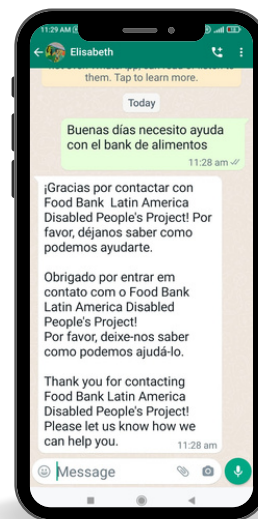 11:29 AM
Elisabeth
them. Tap to learn more.
Today
Buenas días necesito ayuda
con el bank de alimentos
11:28 am
¡Gracias por contactar con
Food Bank Latin America
Disabled People's Project! Por
favor, déjanos saber como
podemos ayudarte.
Obrigado por entrar em
contato com o Food Bank
Latin America Disabled
People's Project!
Por favor, deixe-nos saber
como podemos ajudá-lo.
Thank you for contacting
Food Bank Latin America
Disabled People's Project!
Please let us know how we
can help you.
11:28 am
Message